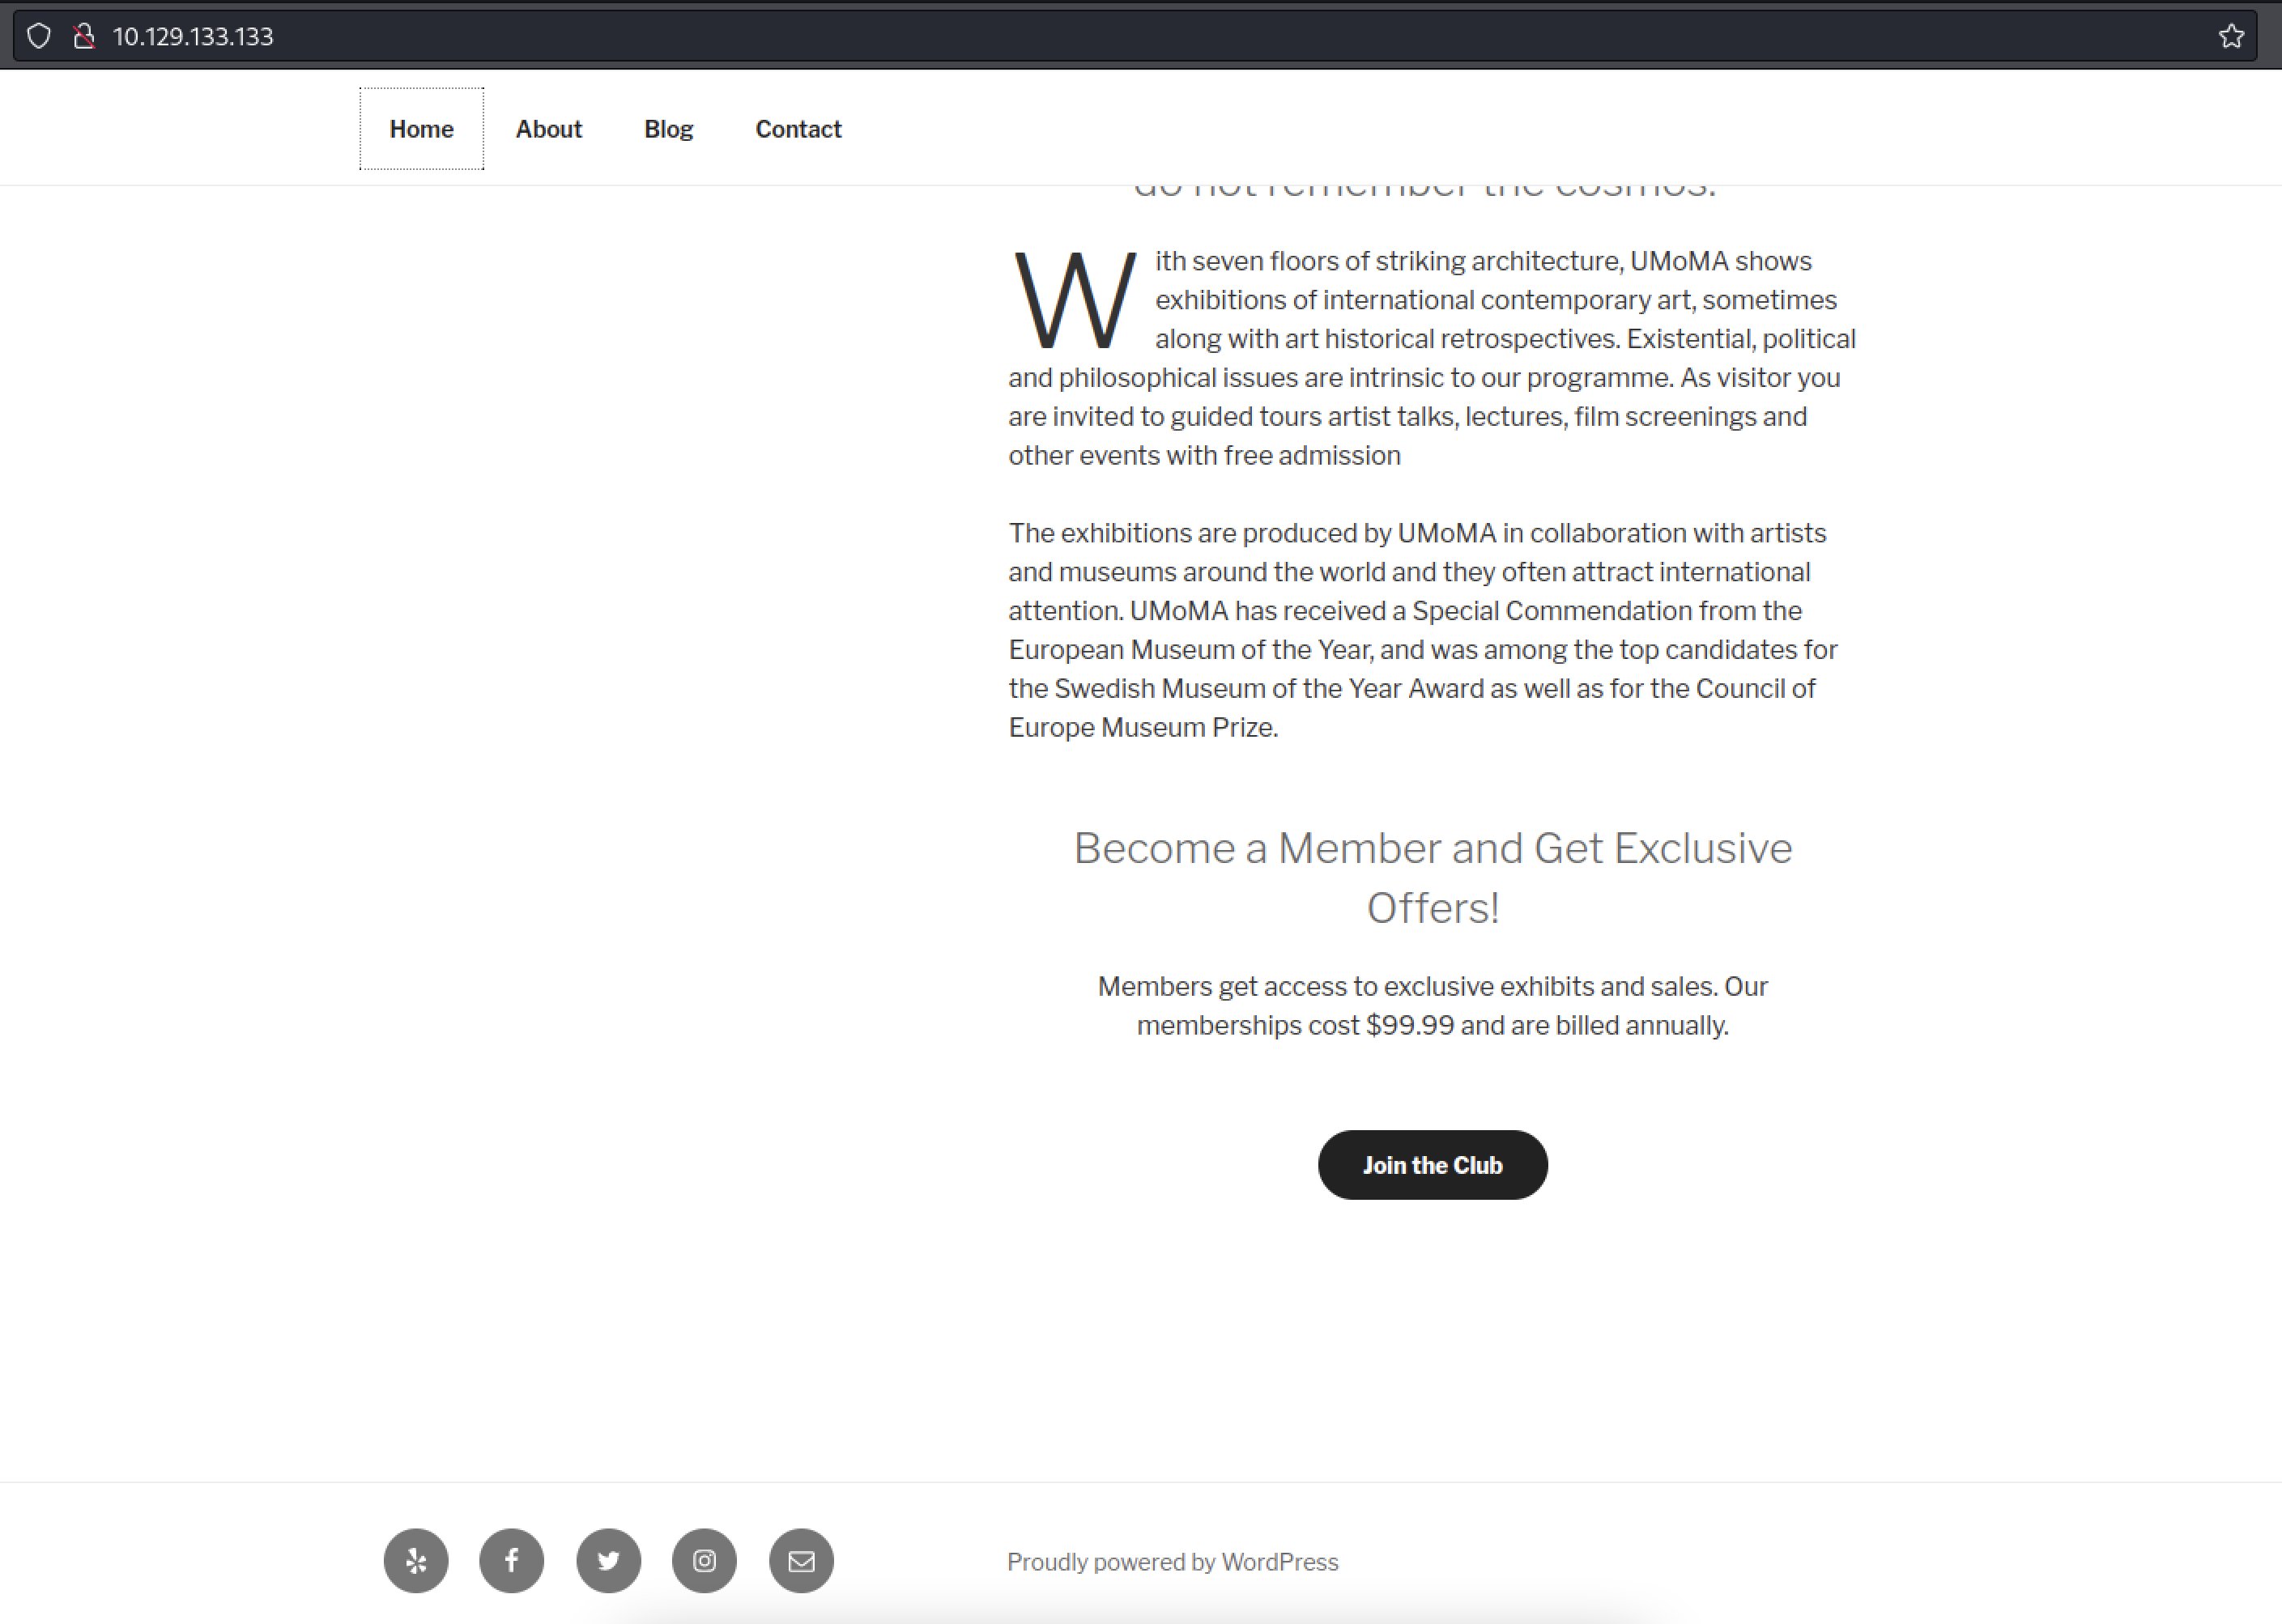 10.129.133.133
Home About Blog Contact
do not remember the cosmos.
With seven floors of striking architecture, UMoMA shows
exhibitions of international contemporary art, sometimes
along with art historical retrospectives. Existential, political
and philosophical issues are intrinsic to our programme. As visitor you
are invited to guided tours artist talks, lectures, film screenings and
other events with free admission
The exhibitions are produced by UMoMA in collaboration with artists
and museums around the world and they often attract international
attention. UMoMA has received a Special Commendation from the
European Museum of the Year, and was among the top candidates for
the Swedish Museum of the Year Award as well as for the Council of
Europe Museum Prize.
Become a Member and Get Exclusive
Offers!
Members get access to exclusive exhibits and sales. Our
memberships cost $99.99 and are billed annually.
Join the Club
Proudly powered by WordPress